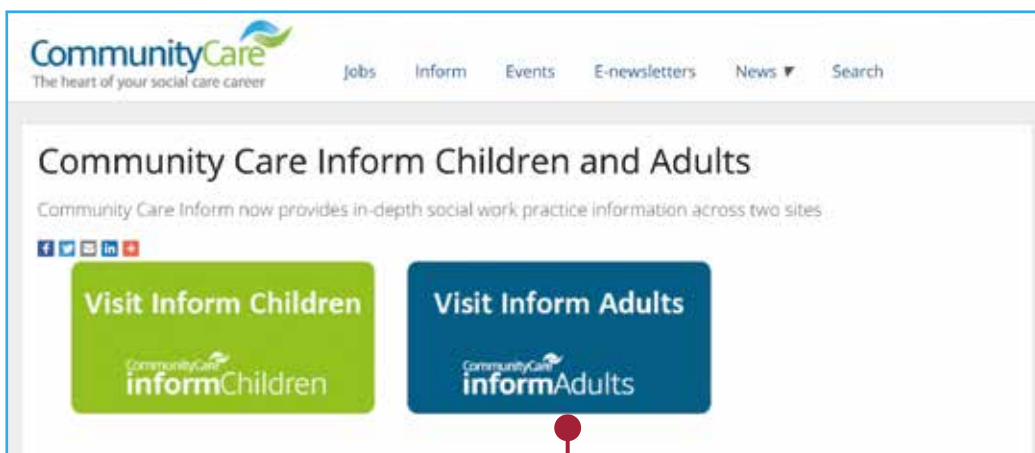 CommunityCare
The heart of your social care career
Jobs Inform Events E-newsletters News Search
Community Care Inform Children and Adults
Community Care Inform now provides in-depth social work practice information across two sites
Visit Inform Children
CommunityCare
informChildren
Visit Inform Adults
CommunityCare
informAdults